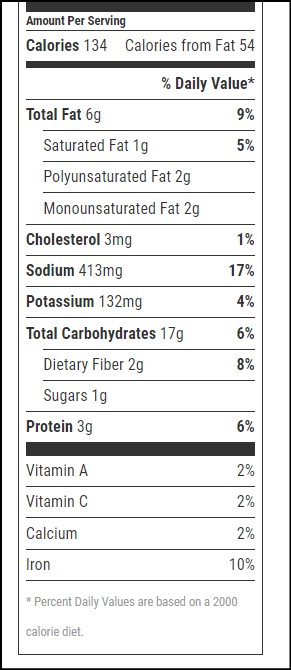 Amount Per Serving
Calories 134 Calories from Fat 54
% Daily Value*
Total Fat 6g 9%
Saturated Fat 1g 5%
Polyunsaturated Fat 2g
Monounsaturated Fat 2g
Cholesterol 3mg 1%
Sodium 413mg 17%
Potassium 132mg 4%
Total Carbohydrates 17g 6%
Dietary Fiber 2g 8%
Sugars 1g
Protein 3g 6%
Vitamin A 2%
Vitamin C 2%
Calcium 2%
Iron 10%
* Percent Daily Values are based on a 2000
calorie diet.